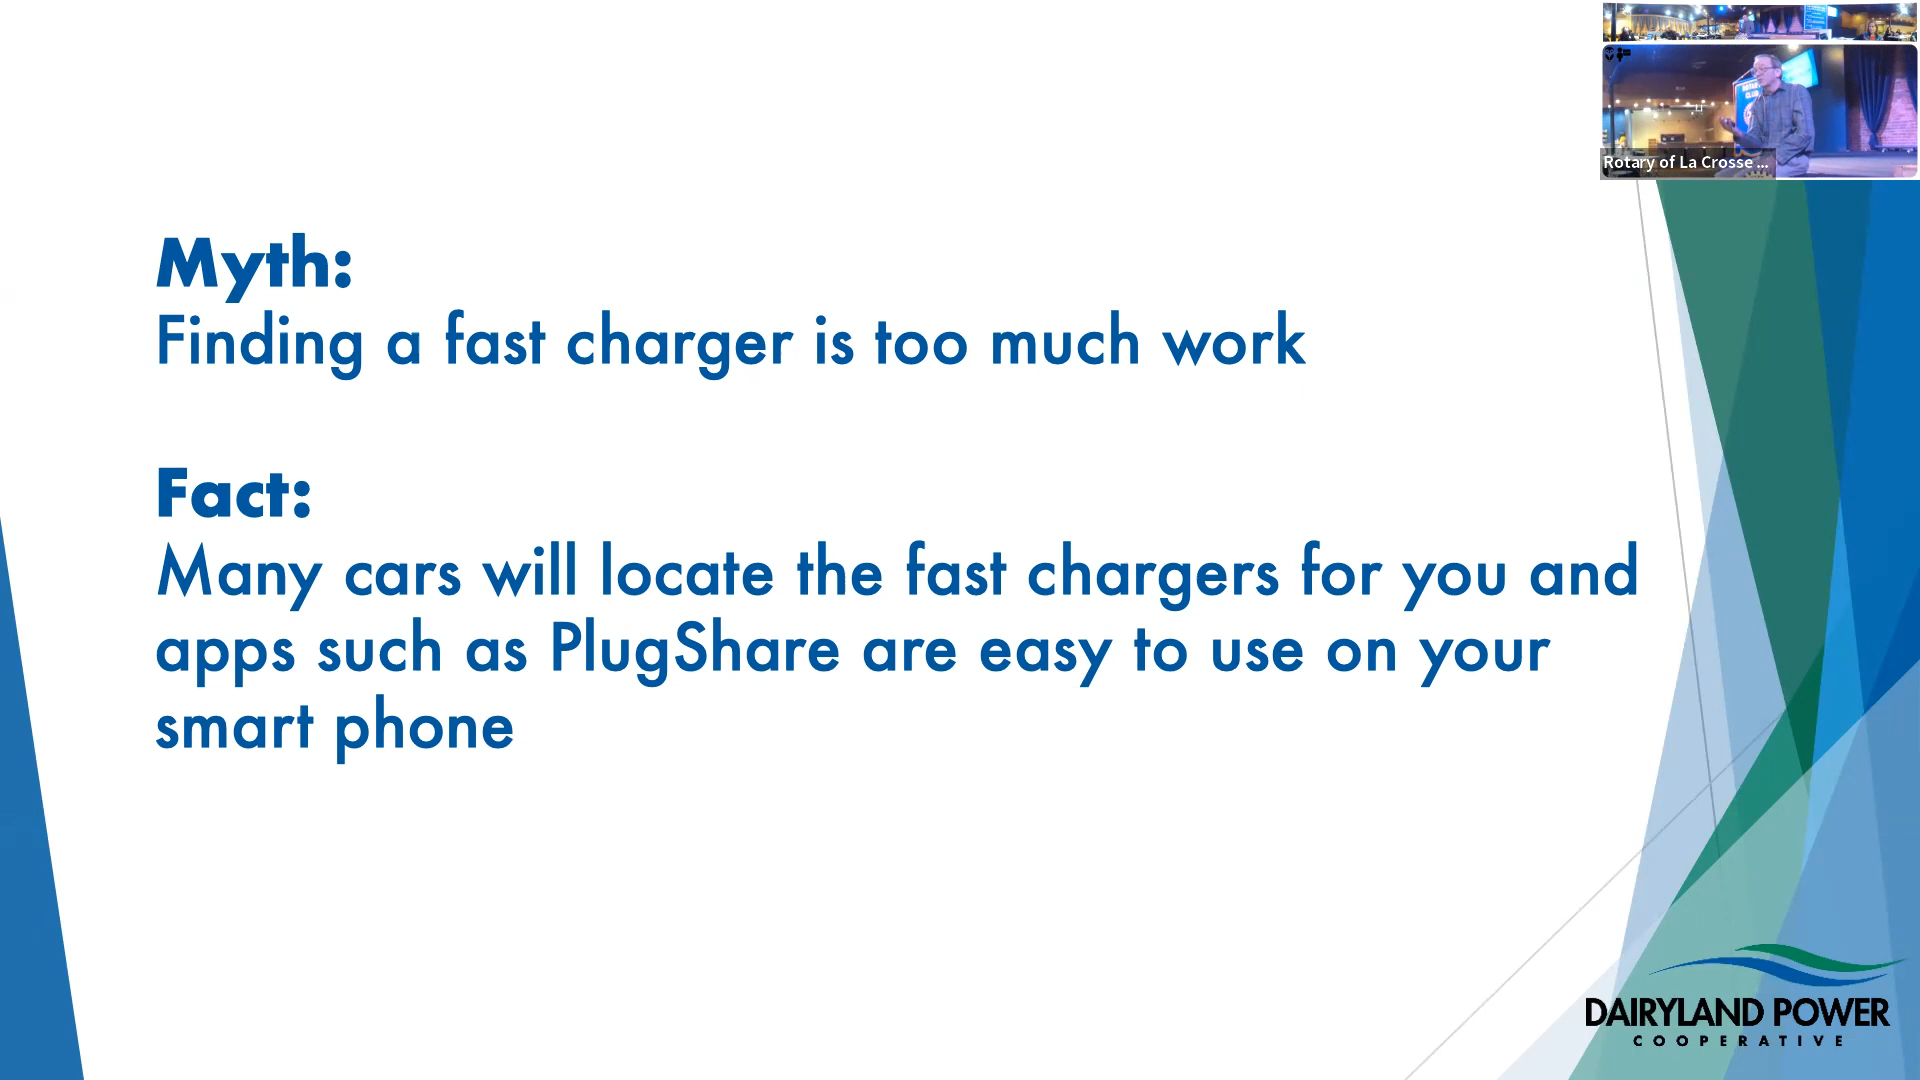 Rotary of La Crosse ...
Myth:
Finding a fast charger is too much work
Fact:
Many cars will locate the fast chargers for you and
apps such as PlugShare are easy to use on your
smart phone
DAIRYLAND POWER
COOPERATIVE